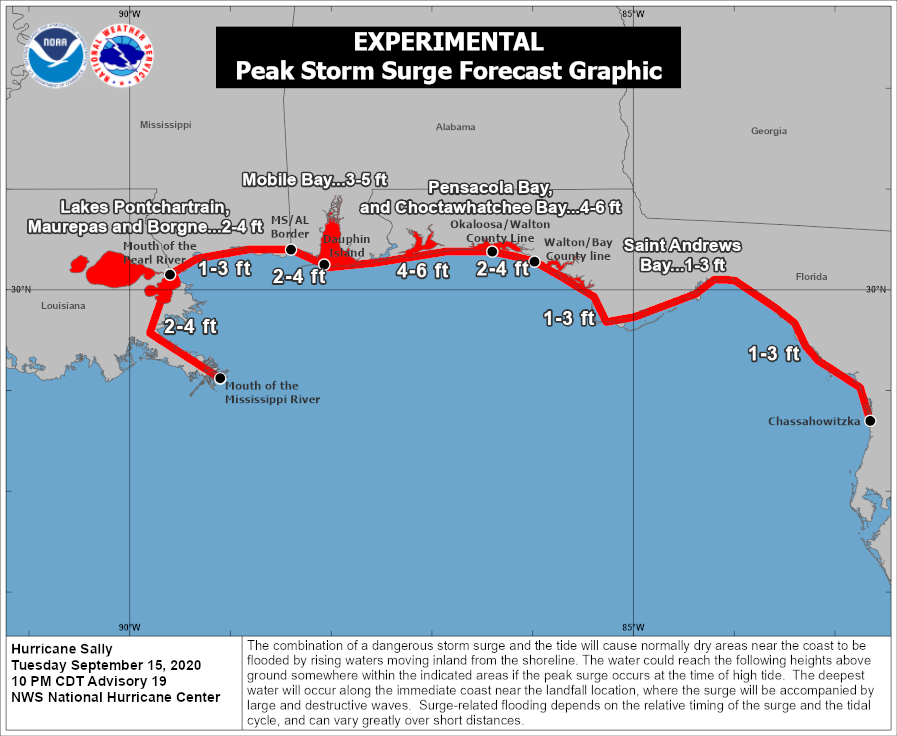 90°W
85°W
NOAA
NATIONAL WEATHER SERVICE
EXPERIMENTAL
Peak Storm Surge Forecast Graphic
Mississippi
Alabama
Georgia
Mobile Bay...3-5 ft
Pensacola Bay,
and Choctawhatchee Bay...4-6 ft
Lakes Pontchartrain,
Maurepas and Borgne...2-4 ft
MS/AL
Border
Okaloosa/Walton
County Line
Mouth of the
Pearl River
Dauphin
Island
Walton/Bay
County line
Saint Andrews
Bay...1-3 ft
1-3 ft
2-4 ft
4-6 ft
2-4 ft
Florida
30°N
30°N
Louisiana
2-4 ft
1-3 ft
1-3 ft
Mouth of the
Mississippi River
Chassahowitzka
90°W
85°W
Hurricane Sally
Tuesday September 15, 2020
10 PM CDT Advisory 19
NWS National Hurricane Center
The combination of a dangerous storm surge and the tide will cause normally dry areas near the coast to be
flooded by rising waters moving inland from the shoreline. The water could reach the following heights above
ground somewhere within the indicated areas if the peak surge occurs at the time of high tide.  The deepest
water will occur along the immediate coast near the landfall location, where the surge will be accompanied by
large and destructive waves.  Surge-related flooding depends on the relative timing of the surge and the tidal
cycle, and can vary greatly over short distances.